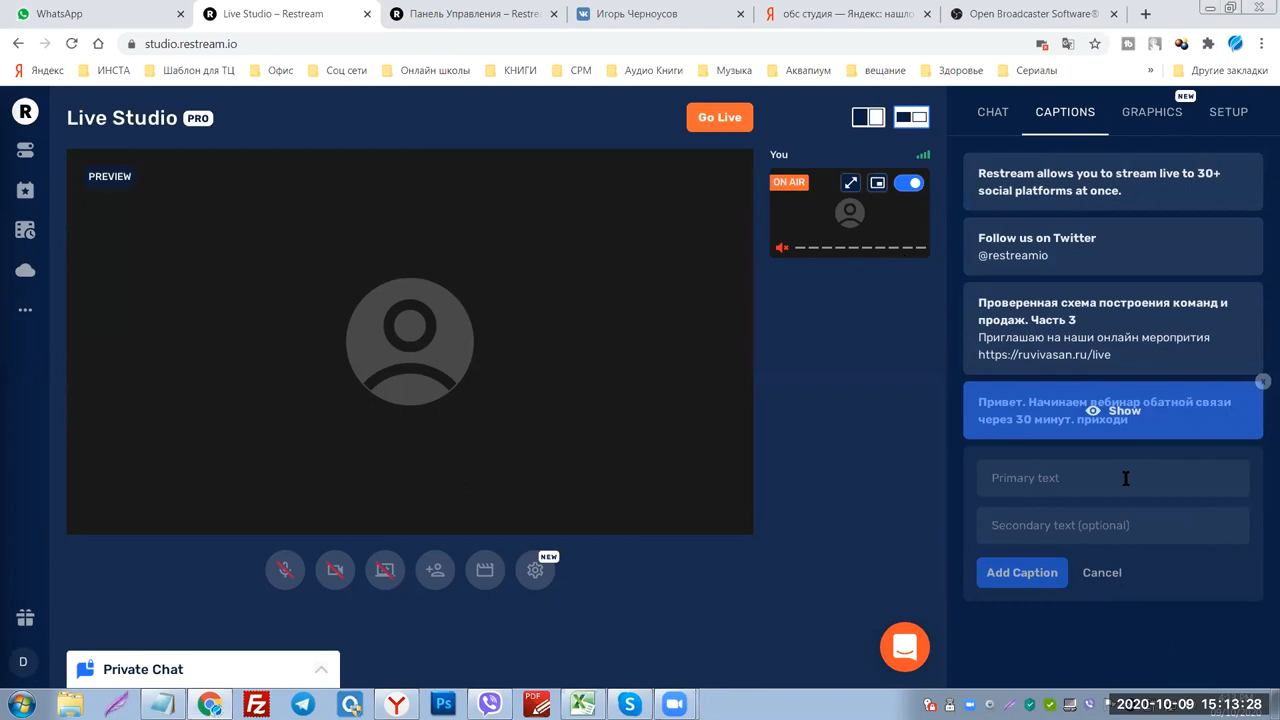 WhatsApp
Live Studio – Restream
Панель Управления – Restrea
Игорь Черноусов
обс студия — Яндекс: нашло
Open Broadcaster Software®
studio.restream.io
Яндекс
ИНСТА
Шаблон для ТЦ
Офис
Соц сети
Онлайн школы
КНИГИ
СРМ
Аудио Книги
Музыка
Аквапиум
вещание
Здоровье
Сериалы
»
Другие закладки
NEW
Live Studio PRO
Go Live
CHAT
CAPTIONS
GRAPHICS
SETUP
PREVIEW
You
ON AIR
Restream allows you to stream live to 30+
social platforms at once.
Follow us on Twitter
@restreamio
Проверенная схема построения команд и
продаж. Часть 3
Приглашаю на наши онлайн меропртия
https://ruvivasan.ru/live
Привет. Начинаем вебинар обатной связи
через 30 минут. приходи
Show
Primary text
Secondary text (optional)
Add Caption
Cancel
NEW
D
Private Chat
2020-10-09 15:13:28